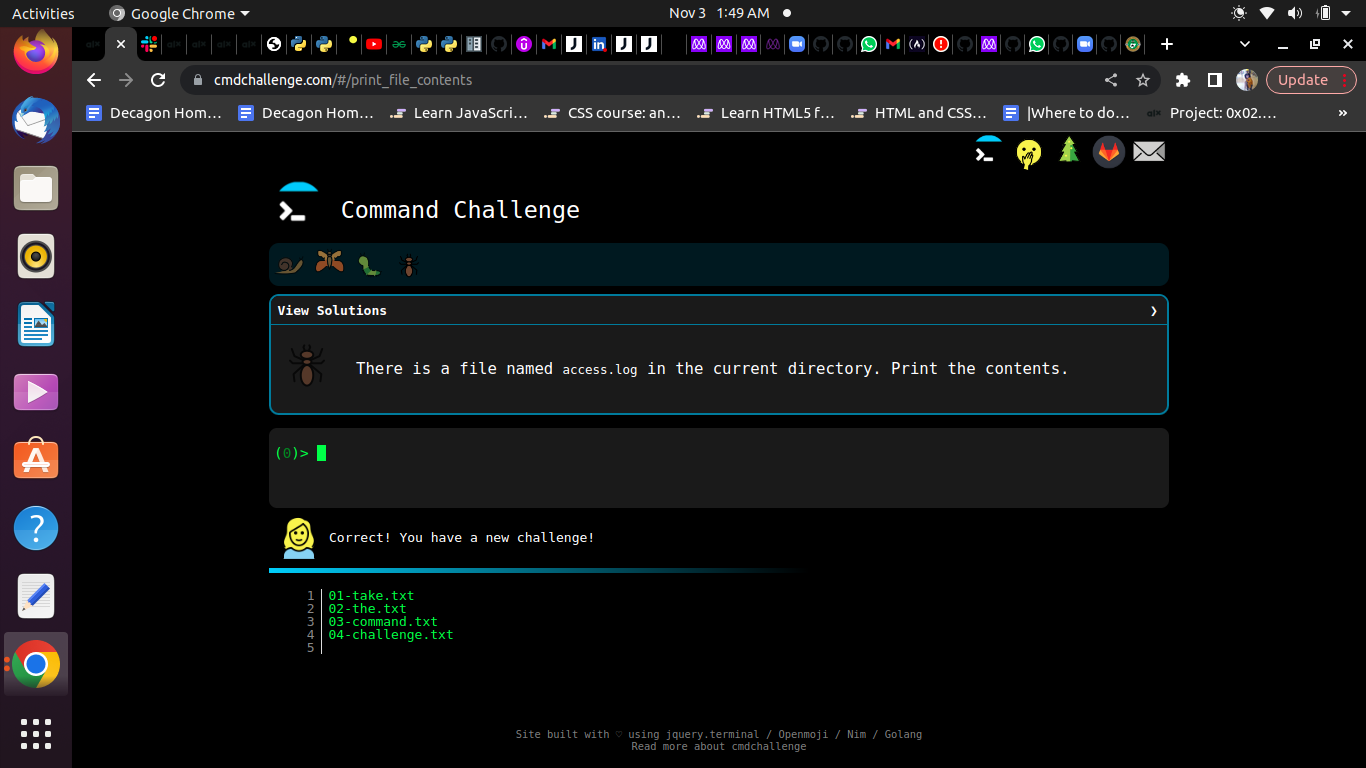 Activities
Google Chrome
Nov 3 1:49 AM
cmdchallenge.com/#/print_file_contents
Update
Decagon Hom...
Decagon Hom...
Learn JavaScri...
CSS course: an...
Learn HTML5 f...
HTML and CSS...
|Where to do...
Project: 0x02....
»
Command Challenge
View Solutions
There is a file named access.log in the current directory. Print the contents.
(0)>
Correct! You have a new challenge!
1 01-take.txt
2 02-the.txt
3 03-command.txt
4 04-challenge.txt
5
Site built with ♡ using jquery.terminal / Openmoji / Nim / Golang
Read more about cmdchallenge